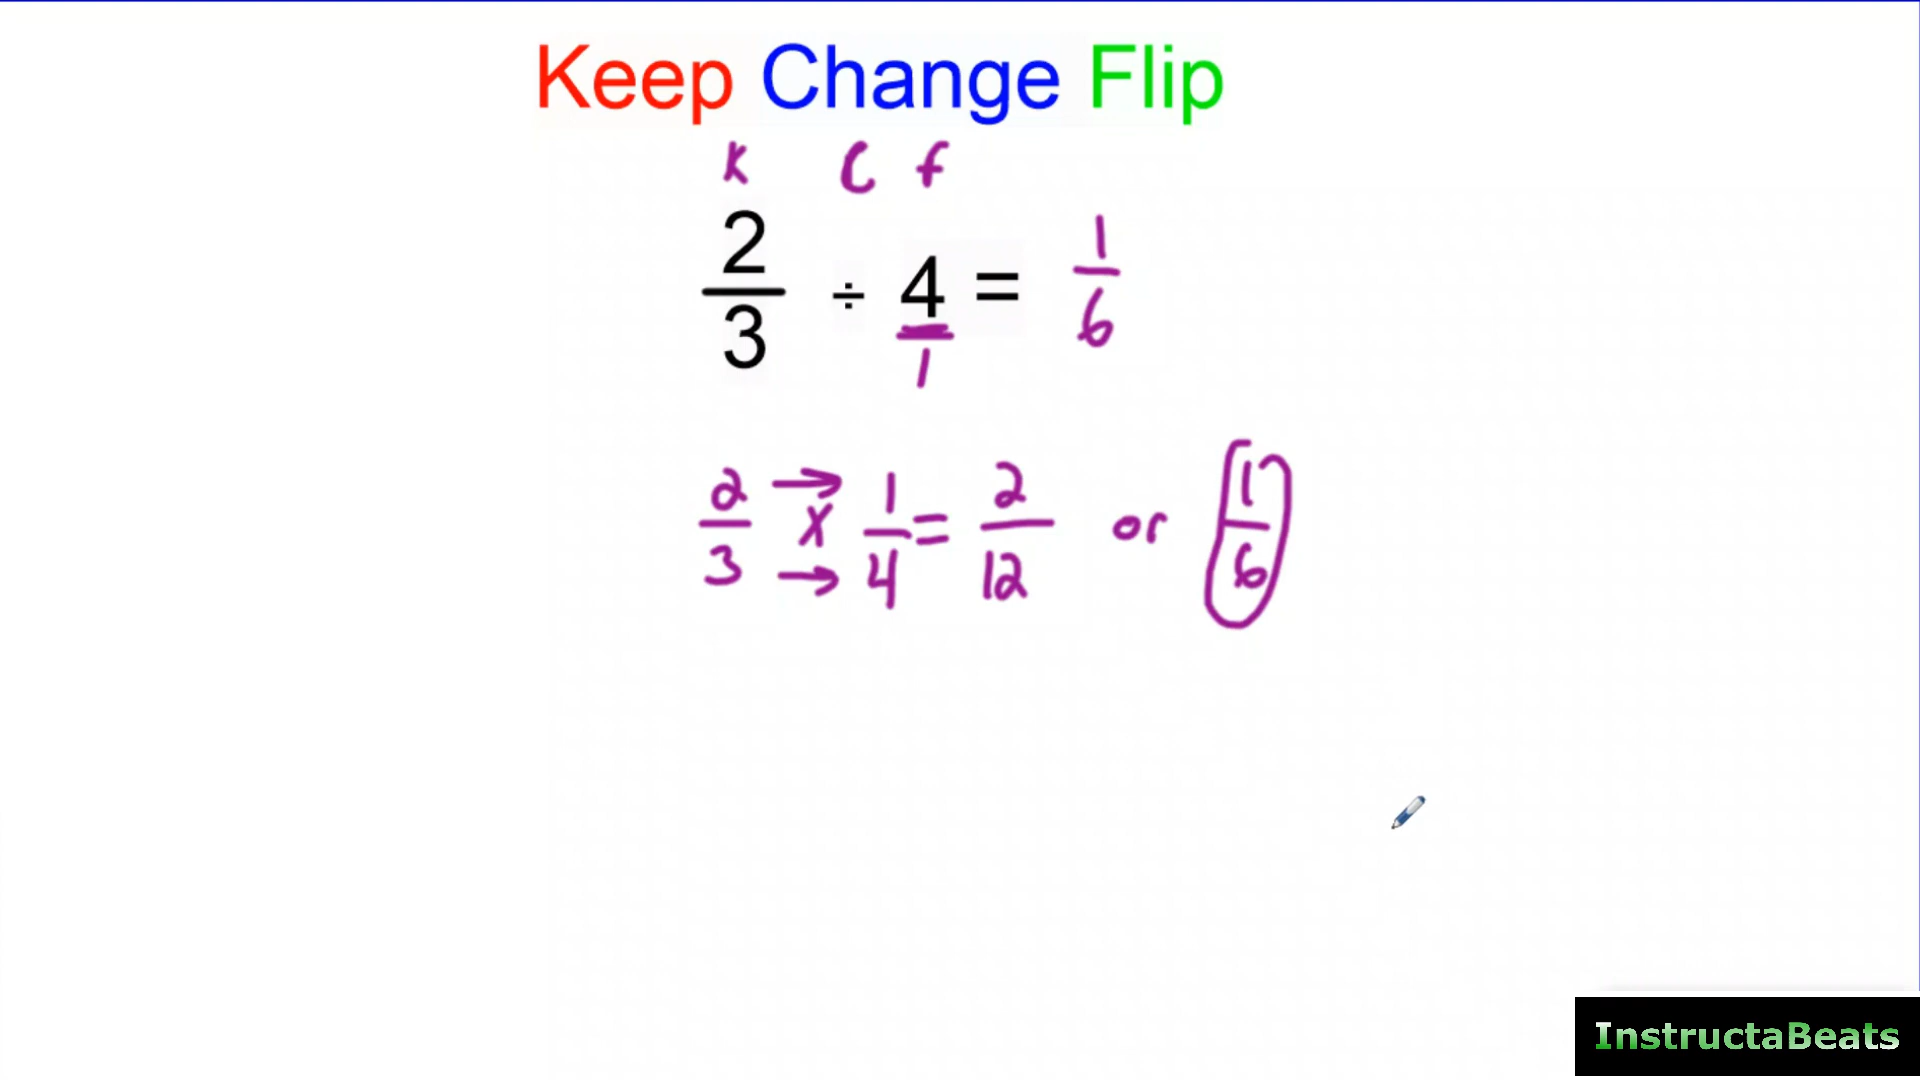 Keep Change Flip
K C f
2/3 ÷ 4/1 = 1/6
2/3 → x → 1/4 = 2/12 or 1/6
InstructaBeats